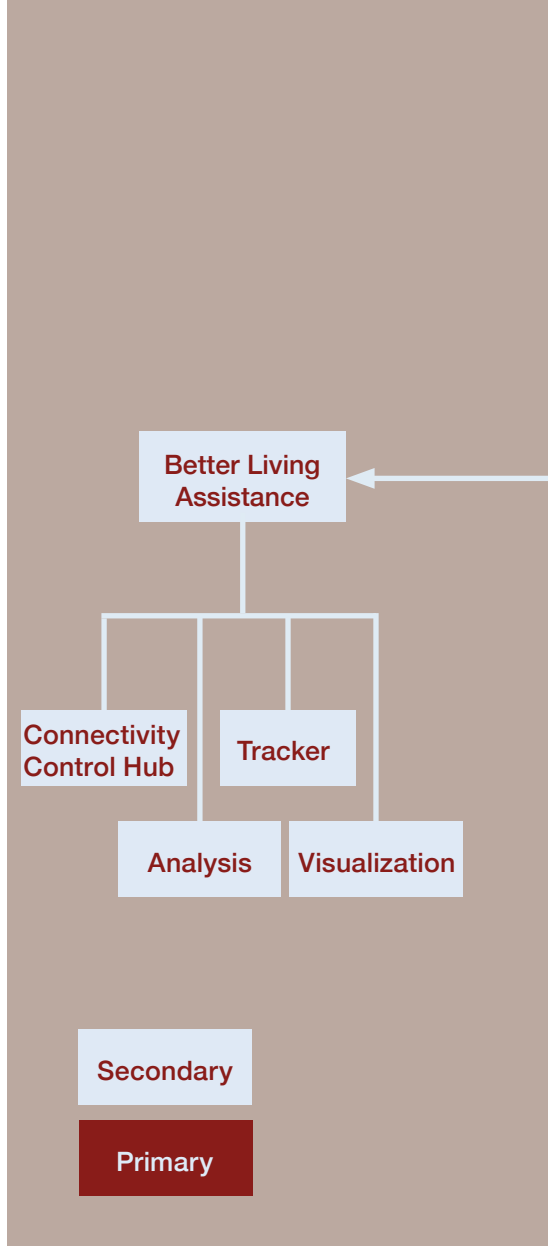 Better Living
Assistance
Connectivity
Control Hub
Tracker
Analysis
Visualization
Secondary
Primary